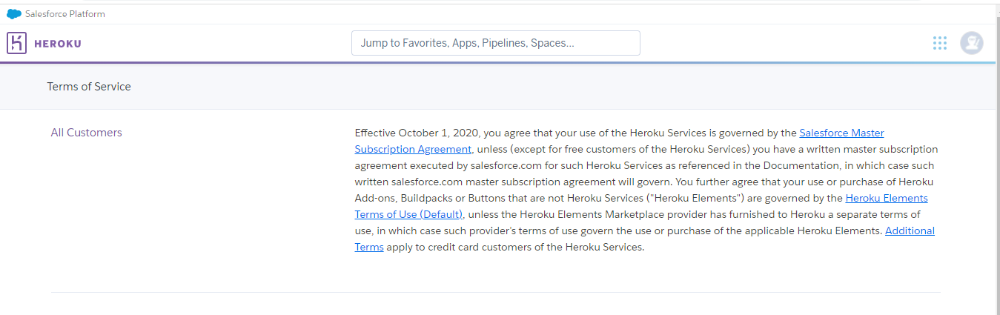 Salesforce Platform
HEROKU
Jump to Favorites, Apps, Pipelines, Spaces...
Terms of Service
All Customers
Effective October 1, 2020, you agree that your use of the Heroku Services is governed by the Salesforce Master
Subscription Agreement, unless (except for free customers of the Heroku Services) you have a written master subscription
agreement executed by salesforce.com for such Heroku Services as referenced in the Documentation, in which case such
written salesforce.com master subscription agreement will govern. You further agree that your use or purchase of Heroku
Add-ons, Buildpacks or Buttons that are not Heroku Services ("Heroku Elements") are governed by the Heroku Elements
Terms of Use (Default), unless the Heroku Elements Marketplace provider has furnished to Heroku a separate terms of
use, in which case such provider's terms of use govern the use or purchase of the applicable Heroku Elements. Additional
Terms apply to credit card customers of the Heroku Services.